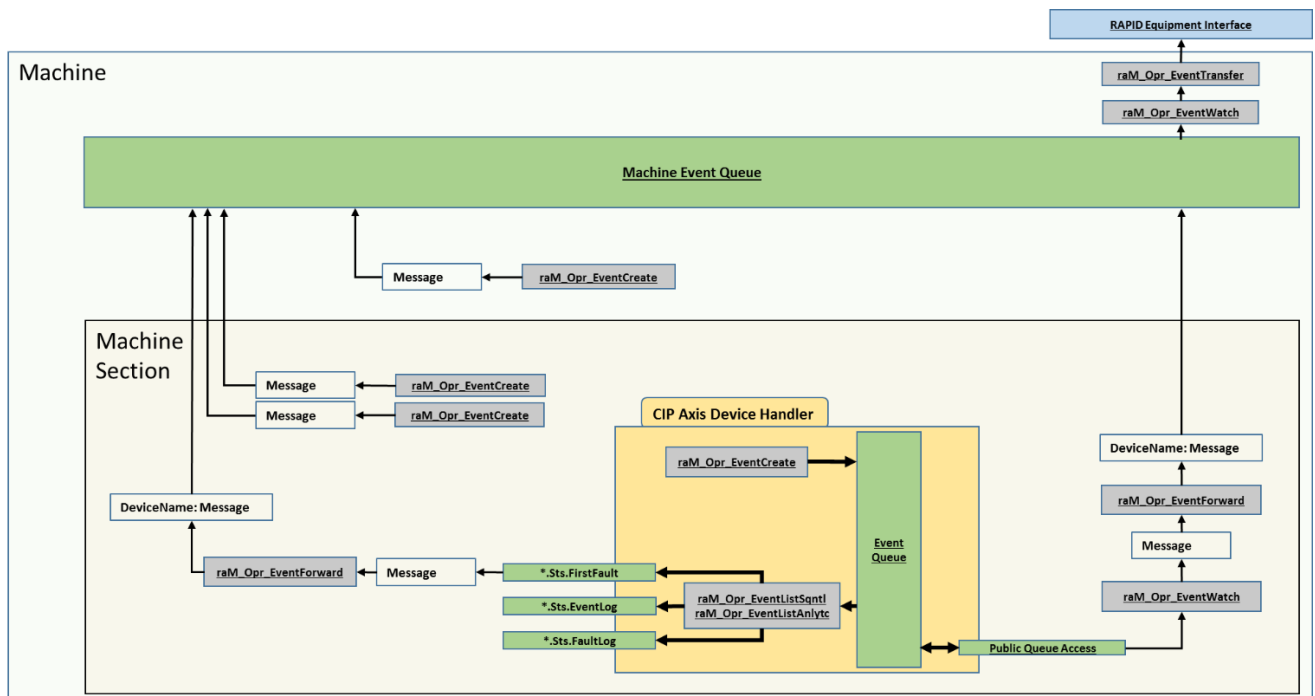 RAPID Equipment Interface
Machine
raM_Opr_EventTransfer
raM_Opr_EventWatch
Machine Event Queue
Message
raM_Opr_EventCreate
Machine
Section
Message
raM_Opr_EventCreate
Message
raM_Opr_EventCreate
CIP Axis Device Handler
raM_Opr_EventCreate
DeviceName: Message
DeviceName: Message
raM_Opr_EventForward
Event
Queue
Message
raM_Opr_EventForward
Message
*.Sts.FirstFault
raM_Opr_EventListSqntl
raM_Opr_EventListAnlytc
*.Sts.EventLog
*.Sts.FaultLog
raM_Opr_EventWatch
Public Queue Access